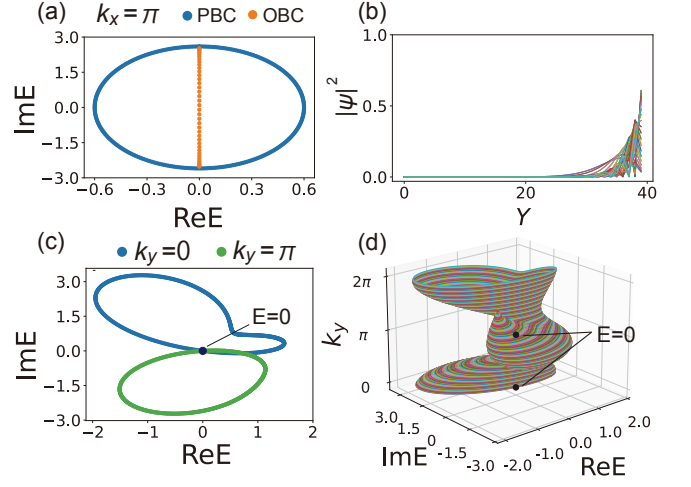 (a) kₓ = π ● PBC ● OBC
3.0
1.5
0.0
-1.5
-3.0
ImE
-0.6 -0.3 0.0 0.3 0.6
ReE
(b)
1.0
0.5
0.0
|ψ|²
0 20 40
Y
(c) ● k_y=0 ● k_y=π
3.0
1.5
0.0
-1.5
-3.0
ImE
E=0
-2 -1 0 1 2
ReE
(d)
2π
π
0
k_y
E=0
3.0 1.5 0 -1.5 -3.0
ImE
-2.0 -1.0 0.0 1.0 2.0
ReE